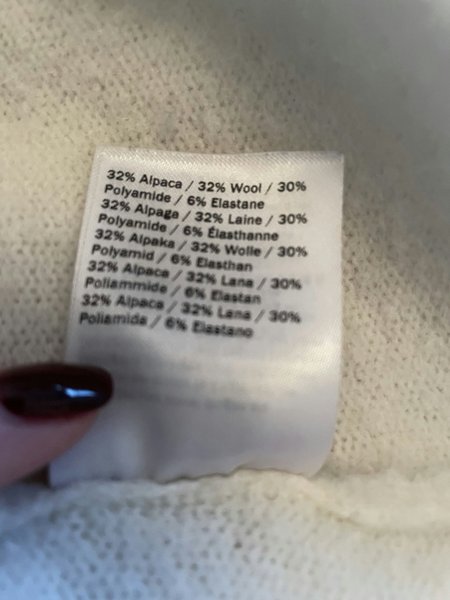 32% Alpaca / 32% Wool / 30%
Polyamide / 6% Elastane
32% Alpaga / 32% Laine / 30%
Polyamide / 6% Élasthanne
32% Alpaka / 32% Wolle / 30%
Polyamid / 6% Elasthan
32% Alpaca / 32% Lana / 30%
Poliammide / 6% Elastan
32% Alpaca / 32% Lana / 30%
Poliamida / 6% Elastano